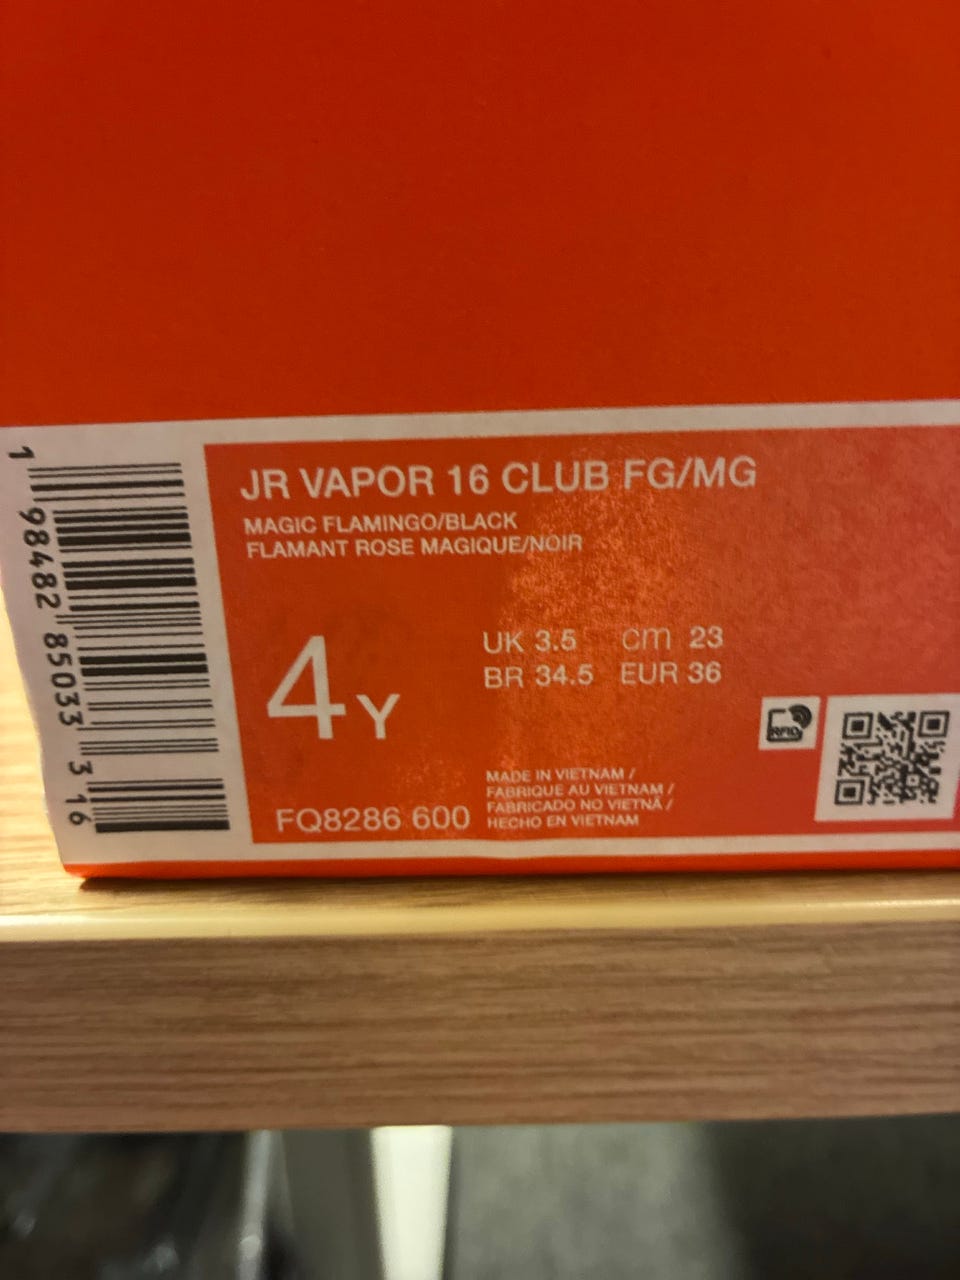 JR VAPOR 16 CLUB FG/MG
MAGIC FLAMINGO/BLACK
FLAMANT ROSE MAGIQUE/NOIR
4Y
UK 3.5 cm 23
BR 34.5 EUR 36
FQ8286 600
MADE IN VIETNAM /
FABRIQUE AU VIETNAM /
FABRICADO NO VIETNÃ /
HECHO EN VIETNAM
RFID
1 98482 85033 3 16